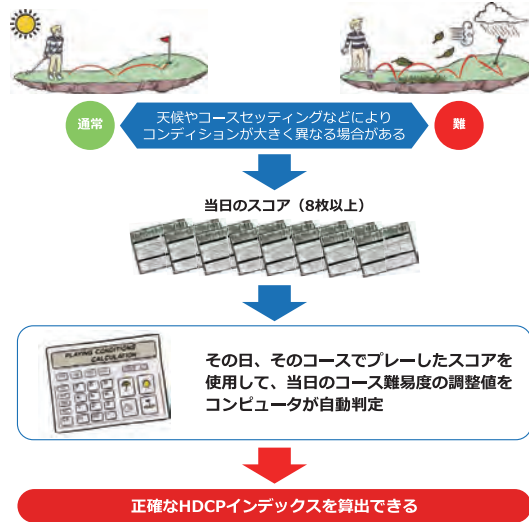 通常
天候やコースセッティングなどにより
コンディションが大きく異なる場合がある
難
当日のスコア（8枚以上）
PLAYING CONDITIONS
CALCULATION
その日、そのコースでプレーしたスコアを
使用して、当日のコース難易度の調整値を
コンピュータが自動判定
正確なHDCPインデックスを算出できる